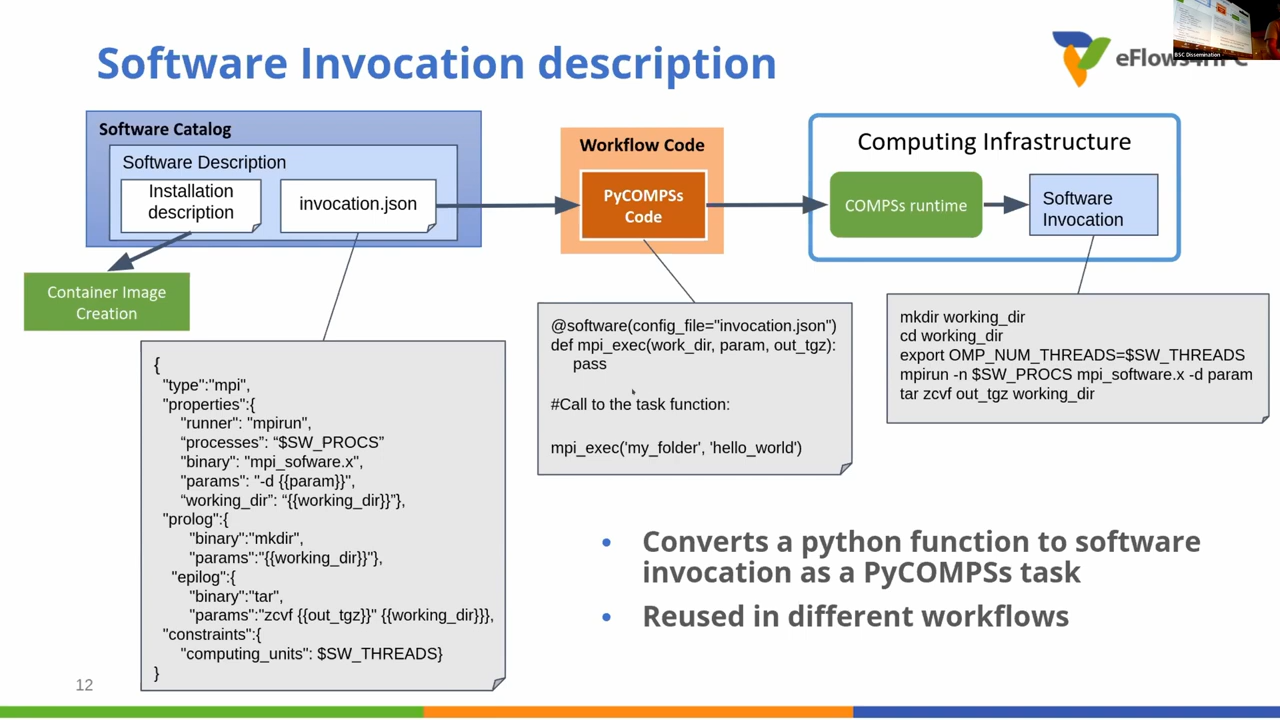 Software Invocation description
eFlows4HPC
BSC Dissemination
Software Catalog
Software Description
Installation
description
invocation.json
Container Image
Creation
Workflow Code
PyCOMPSs
Code
Computing Infrastructure
COMPSs runtime
Software
Invocation
{
"type":"mpi",
"properties":{
"runner": "mpirun",
“processes”: “$SW_PROCS”
"binary": "mpi_sofware.x",
"params": "-d {{param}}",
“working_dir”: “{{working_dir}}”},
"prolog":{
"binary":"mkdir",
"params":"{{working_dir}}"},
"epilog":{
"binary":"tar",
"params":"zcvf {{out_tgz}}" {{working_dir}}},
"constraints":{
"computing_units": $SW_THREADS}
}
@software(config_file="invocation.json")
def mpi_exec(work_dir, param, out_tgz):
pass
#Call to the task function:
mpi_exec('my_folder', 'hello_world')
mkdir working_dir
cd working_dir
export OMP_NUM_THREADS=$SW_THREADS
mpirun -n $SW_PROCS mpi_software.x -d param
tar zcvf out_tgz working_dir
• Converts a python function to software
invocation as a PyCOMPSs task
• Reused in different workflows
12